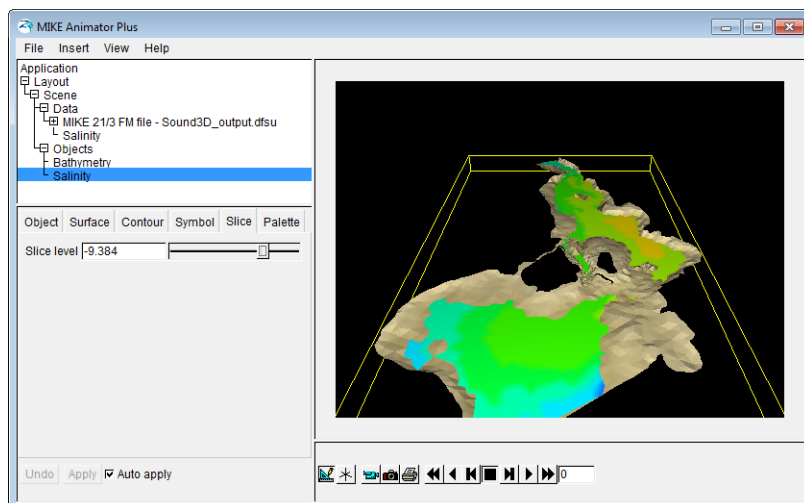 MIKE Animator Plus
File Insert View Help
Application
Layout
Scene
Data
MIKE 21/3 FM file - Sound3D_output.dfsu
Salinity
Objects
Bathymetry
Salinity
Object Surface Contour Symbol Slice Palette
Slice level -9.384
Undo Apply Auto apply
0